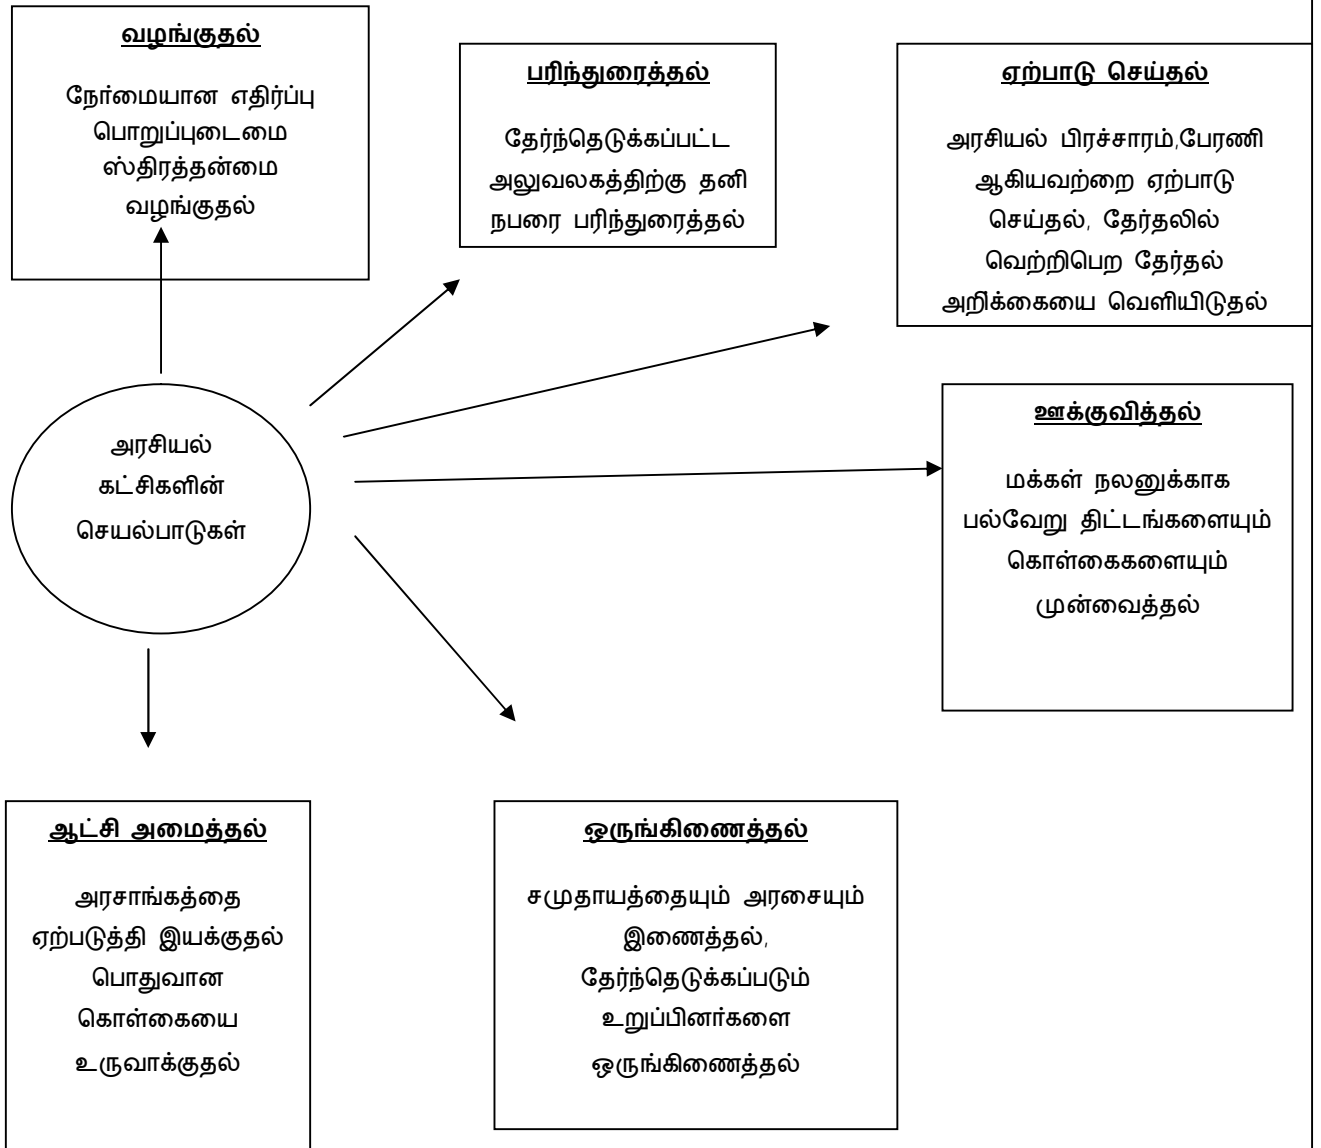 வழங்குதல்
நேர்மையான எதிர்ப்பு
பொறுப்புடைமை
ஸ்திரத்தன்மை
வழங்குதல்
பரிந்துரைத்தல்
தேர்ந்தெடுக்கப்பட்ட
அலுவலகத்திற்கு தனி
நபரை பரிந்துரைத்தல்
ஏற்பாடு செய்தல்
அரசியல் பிரச்சாரம்,பேரணி
ஆகியவற்றை ஏற்பாடு
செய்தல், தேர்தலில்
வெற்றிபெற தேர்தல்
அறிக்கையை வெளியிடுதல்
அரசியல்
கட்சிகளின்
செயல்பாடுகள்
ஊக்குவித்தல்
மக்கள் நலனுக்காக
பல்வேறு திட்டங்களையும்
கொள்கைகளையும்
முன்வைத்தல்
ஆட்சி அமைத்தல்
அரசாங்கத்தை
ஏற்படுத்தி இயக்குதல்
பொதுவான
கொள்கையை
உருவாக்குதல்
ஒருங்கிணைத்தல்
சமுதாயத்தையும் அரசையும்
இணைத்தல்,
தேர்ந்தெடுக்கப்படும்
உறுப்பினர்களை
ஒருங்கிணைத்தல்